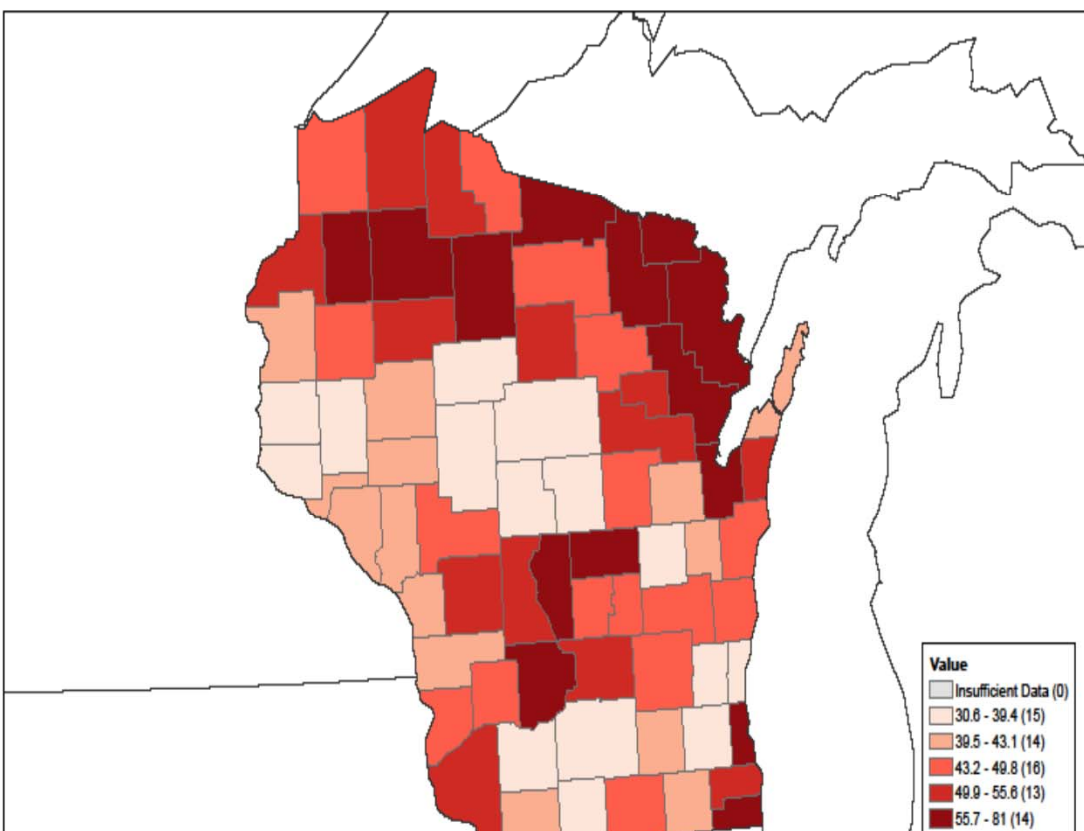 Value
Insufficient Data (0)
30.6 - 39.4 (15)
39.5 - 43.1 (14)
43.2 - 49.8 (16)
49.9 - 55.6 (13)
55.7 - 81 (14)